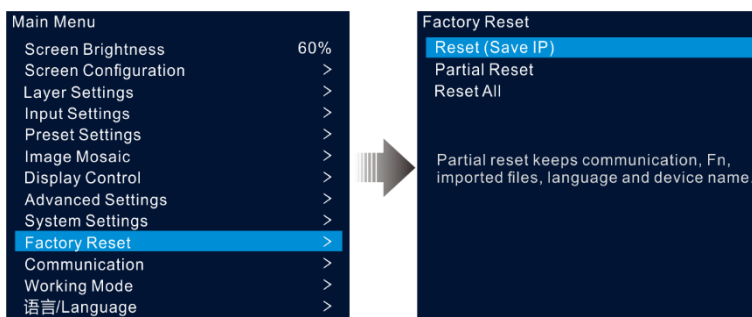 Main Menu
Screen Brightness 60%
Screen Configuration >
Layer Settings >
Input Settings >
Preset Settings >
Image Mosaic >
Display Control >
Advanced Settings >
System Settings >
Factory Reset >
Communication >
Working Mode >
语言/Language >
Factory Reset
Reset (Save IP)
Partial Reset
Reset All
Partial reset keeps communication, Fn,
imported files, language and device name.